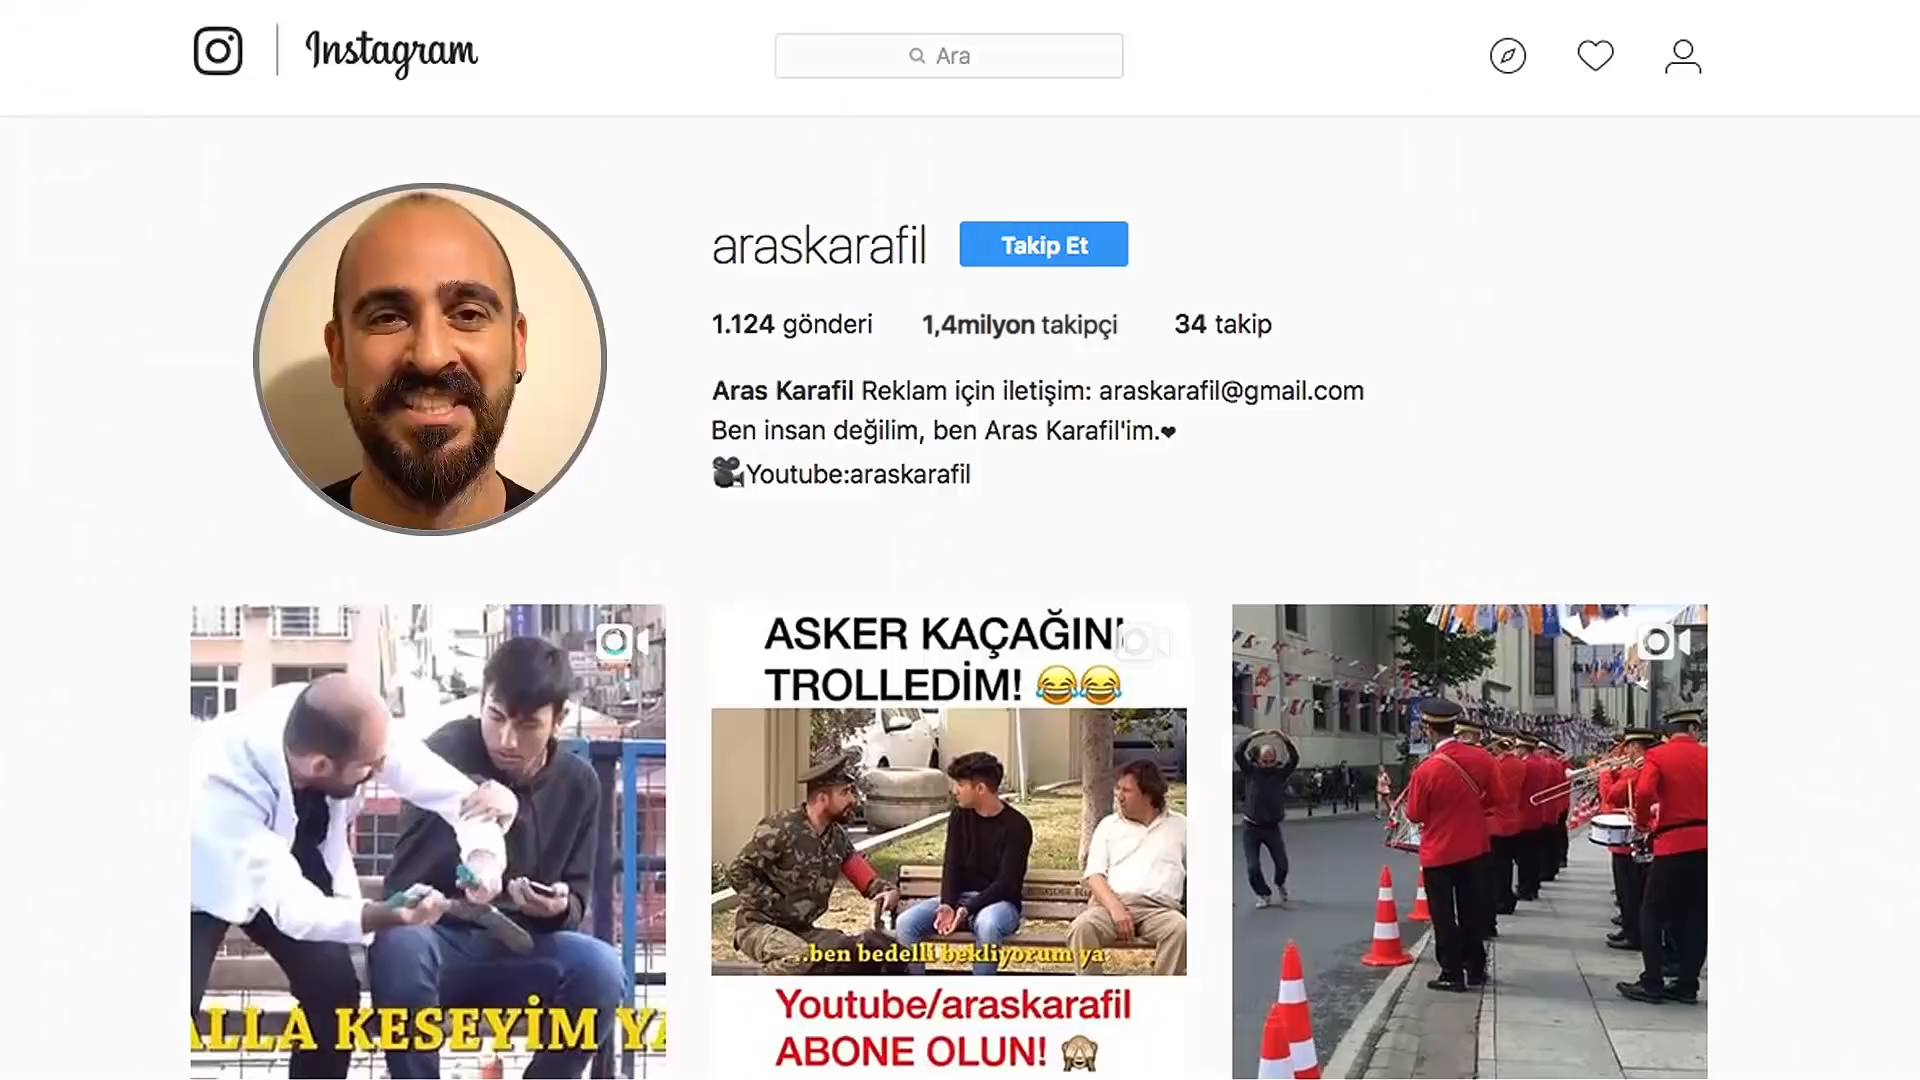 Instagram
Ara
araskarafil
Takip Et
1.124 gönderi
1,4milyon takipçi
34 takip
Aras Karafil Reklam için iletişim: araskarafil@gmail.com
Ben insan değilim, ben Aras Karafil'im.❤
🎥Youtube:araskarafil
ALLA KESEYİM YA
ASKER KAÇAĞINI
TROLLEDİM! 😂😂
..ben bedelli bekliyorum ya.
Youtube/araskarafil
ABONE OLUN! 🙈